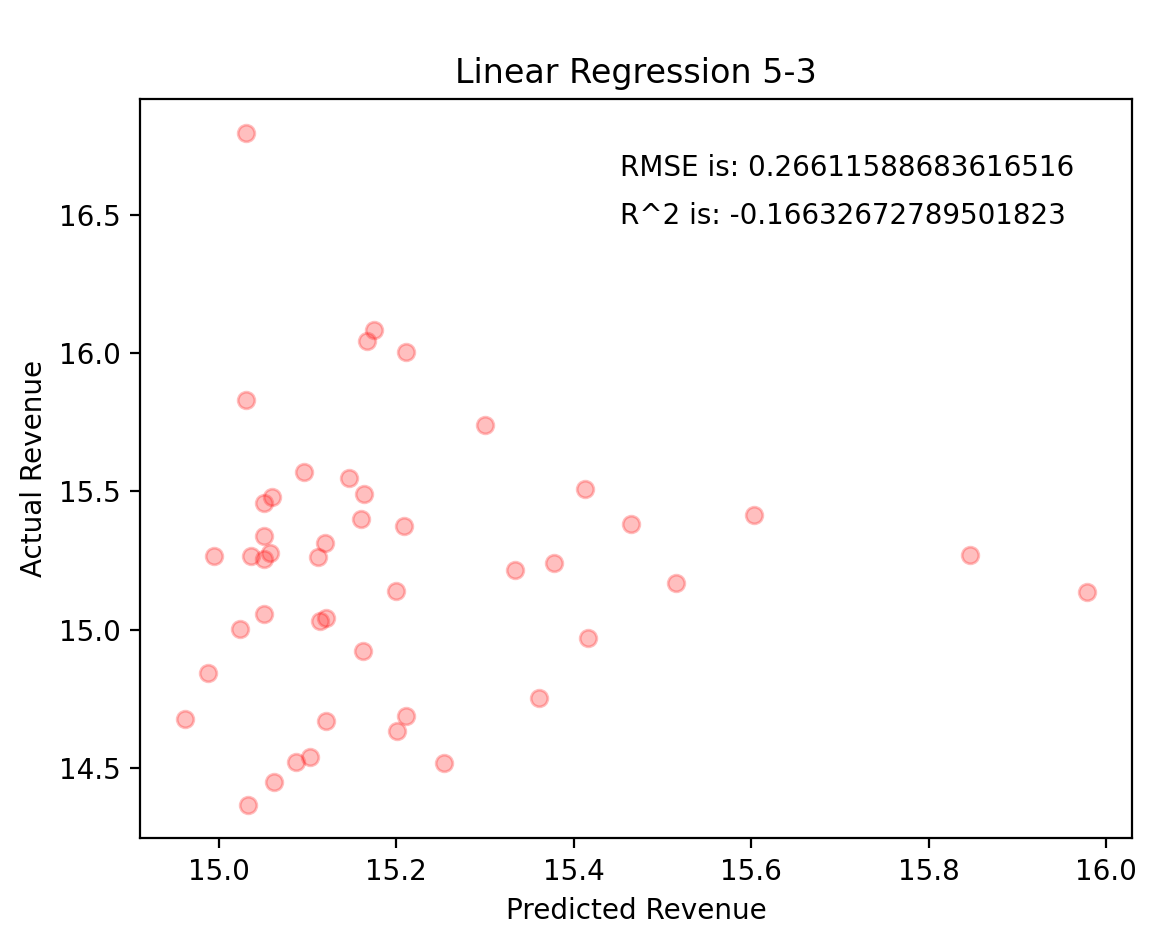 Linear Regression 5-3
RMSE is: 0.26611588683616516
R^2 is: -0.16632672789501823
16.5
16.0
15.5
15.0
14.5
Actual Revenue
15.0 15.2 15.4 15.6 15.8 16.0
Predicted Revenue